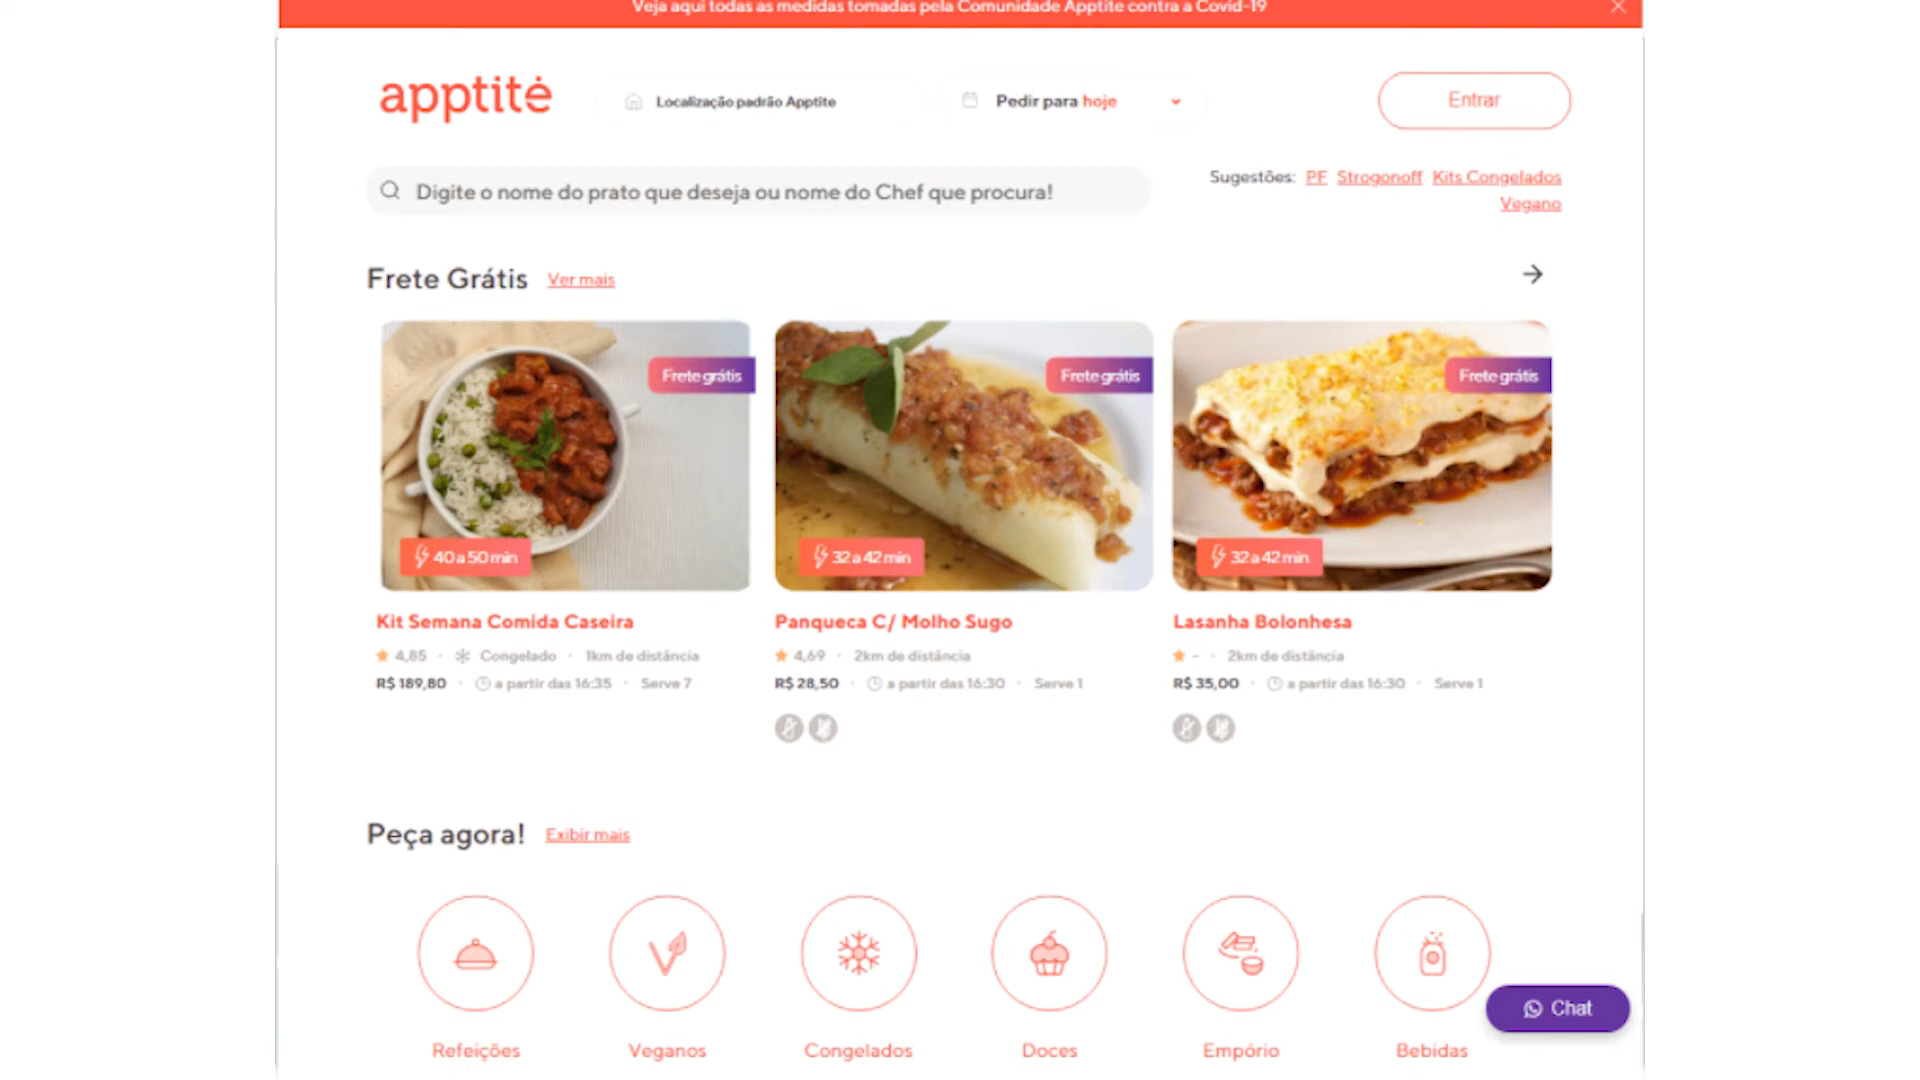 Veja aqui todas as medidas tomadas pela Comunidade Apptite contra a Covid-19
apptitė
Localização padrão Apptite
Pedir para hoje
Entrar
Digite o nome do prato que deseja ou nome do Chef que procura!
Sugestões: PF Strogonoff Kits Congelados
Vegano
Frete Grátis Ver mais
Frete grátis
Frete grátis
Frete grátis
40 a 50 min
32 a 42 min
32 a 42 min
Kit Semana Comida Caseira
4,85 · Congelado · 1km de distância
R$ 189,80 · a partir das 16:35 · Serve 7
Panqueca C/ Molho Sugo
4,69 · 2km de distância
R$ 28,50 · a partir das 16:30 · Serve 1
Lasanha Bolonhesa
- · 2km de distância
R$ 35,00 · a partir das 16:30 · Serve 1
Peça agora! Exibir mais
Refeições
Veganos
Congelados
Doces
Empório
Bebidas
Chat